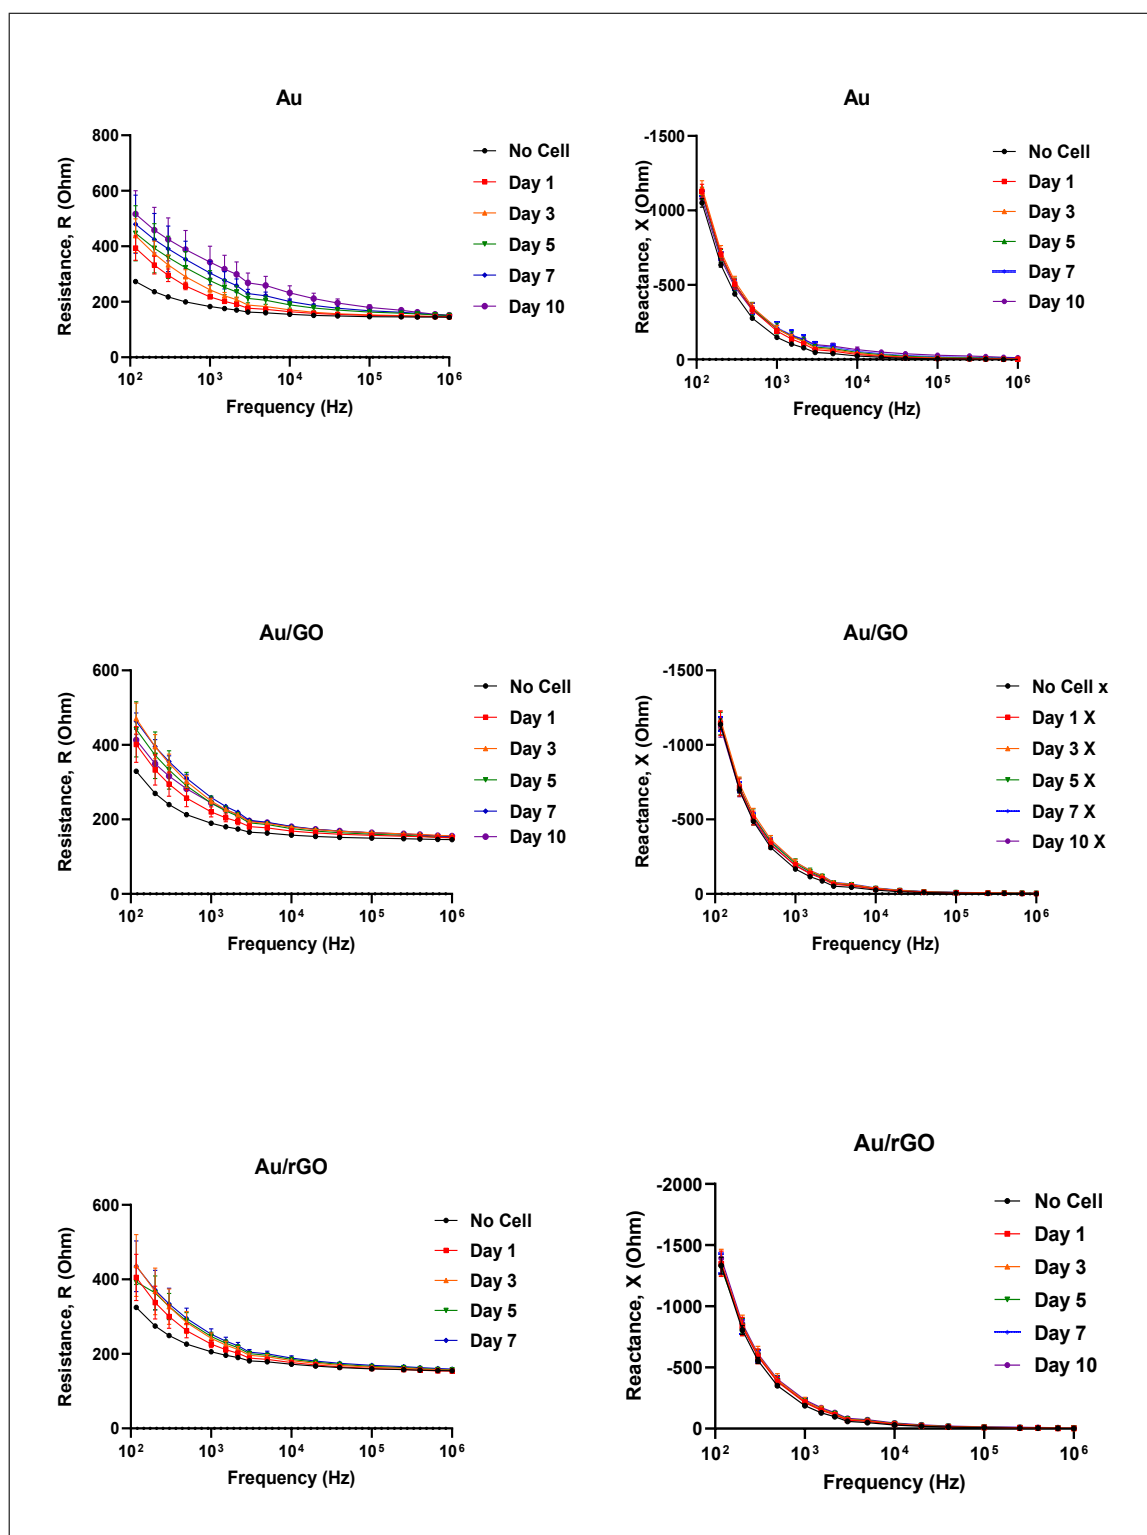 Au
Resistance, R (Ohm)
800
600
400
200
0
10² 10³ 10⁴ 10⁵ 10⁶
Frequency (Hz)
No Cell
Day 1
Day 3
Day 5
Day 7
Day 10
Au
Reactance, X (Ohm)
-1500
-1000
-500
0
10² 10³ 10⁴ 10⁵ 10⁶
Frequency (Hz)
No Cell
Day 1
Day 3
Day 5
Day 7
Day 10
Au/GO
Resistance, R (Ohm)
600
400
200
0
10² 10³ 10⁴ 10⁵ 10⁶
Frequency (Hz)
No Cell
Day 1
Day 3
Day 5
Day 7
Day 10
Au/GO
Reactance, X (Ohm)
-1500
-1000
-500
0
10² 10³ 10⁴ 10⁵ 10⁶
Frequency (Hz)
No Cell x
Day 1 X
Day 3 X
Day 5 X
Day 7 X
Day 10 X
Au/rGO
Resistance, R (Ohm)
600
400
200
0
10² 10³ 10⁴ 10⁵ 10⁶
Frequency (Hz)
No Cell
Day 1
Day 3
Day 5
Day 7
Au/rGO
Reactance, X (Ohm)
-2000
-1500
-1000
-500
0
10² 10³ 10⁴ 10⁵ 10⁶
Frequency (Hz)
No Cell
Day 1
Day 3
Day 5
Day 7
Day 10